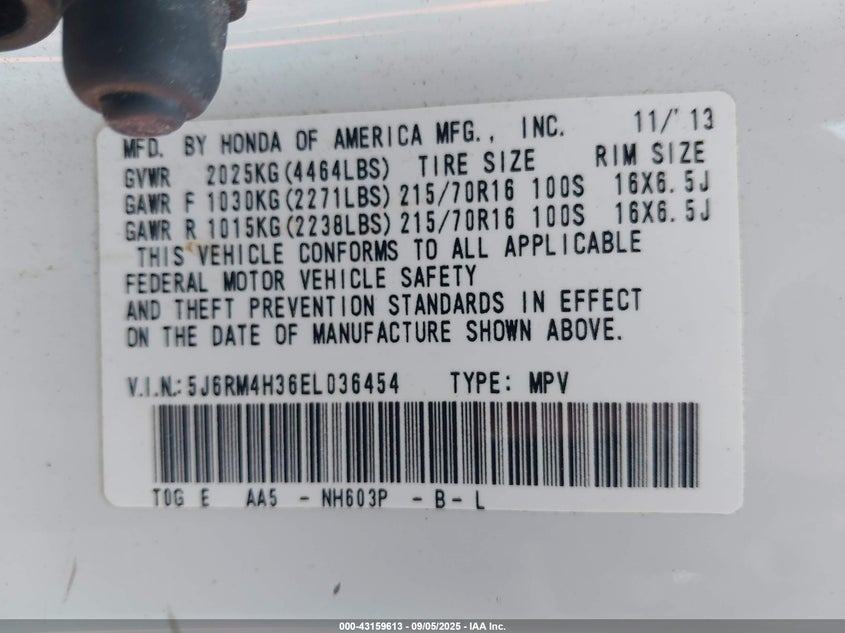 MFD. BY HONDA OF AMERICA MFG., INC. 11/'13
GVWR 2025KG(4464LBS) TIRE SIZE RIM SIZE
GAWR F 1030KG(2271LBS) 215/70R16 100S 16X6.5J
GAWR R 1015KG(2238LBS) 215/70R16 100S 16X6.5J
THIS VEHICLE CONFORMS TO ALL APPLICABLE
FEDERAL MOTOR VEHICLE SAFETY
AND THEFT PREVENTION STANDARDS IN EFFECT
ON THE DATE OF MANUFACTURE SHOWN ABOVE.
V.I.N.: 5J6RM4H36EL036454 TYPE: MPV
T0G E AA5 - NH603P - B - L
000-43159613 - 09/05/2025 - IAA Inc.